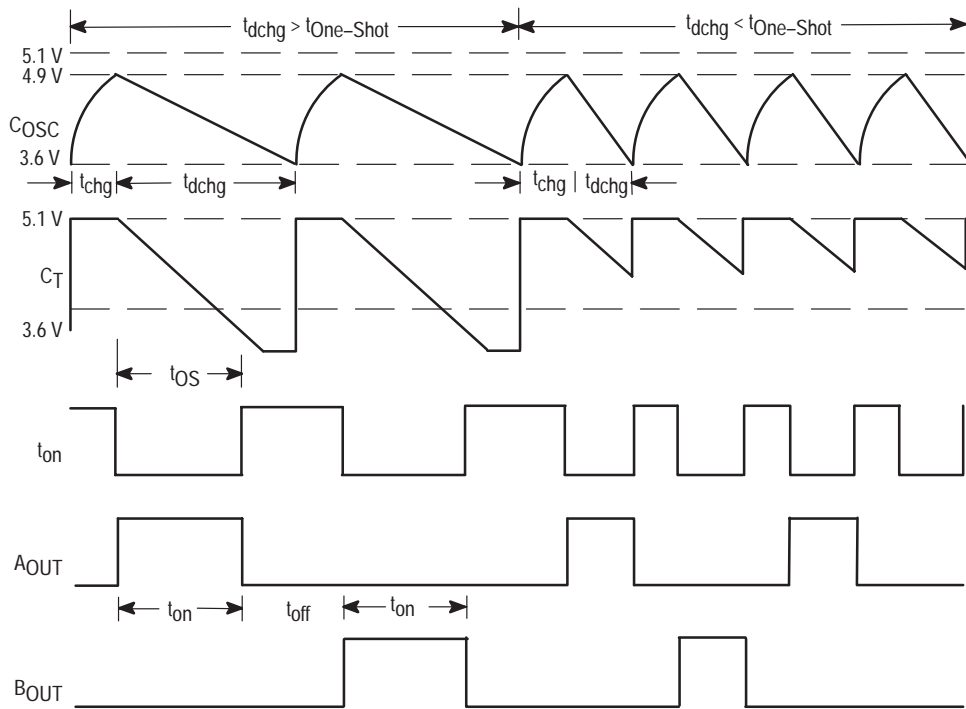 tdchg > tOne–Shot
tdchg < tOne–Shot
5.1 V
4.9 V
COSC
3.6 V
tchg
tdchg
tchg
tdchg
5.1 V
CT
3.6 V
tOS
ton
AOUT
ton
toff
ton
BOUT